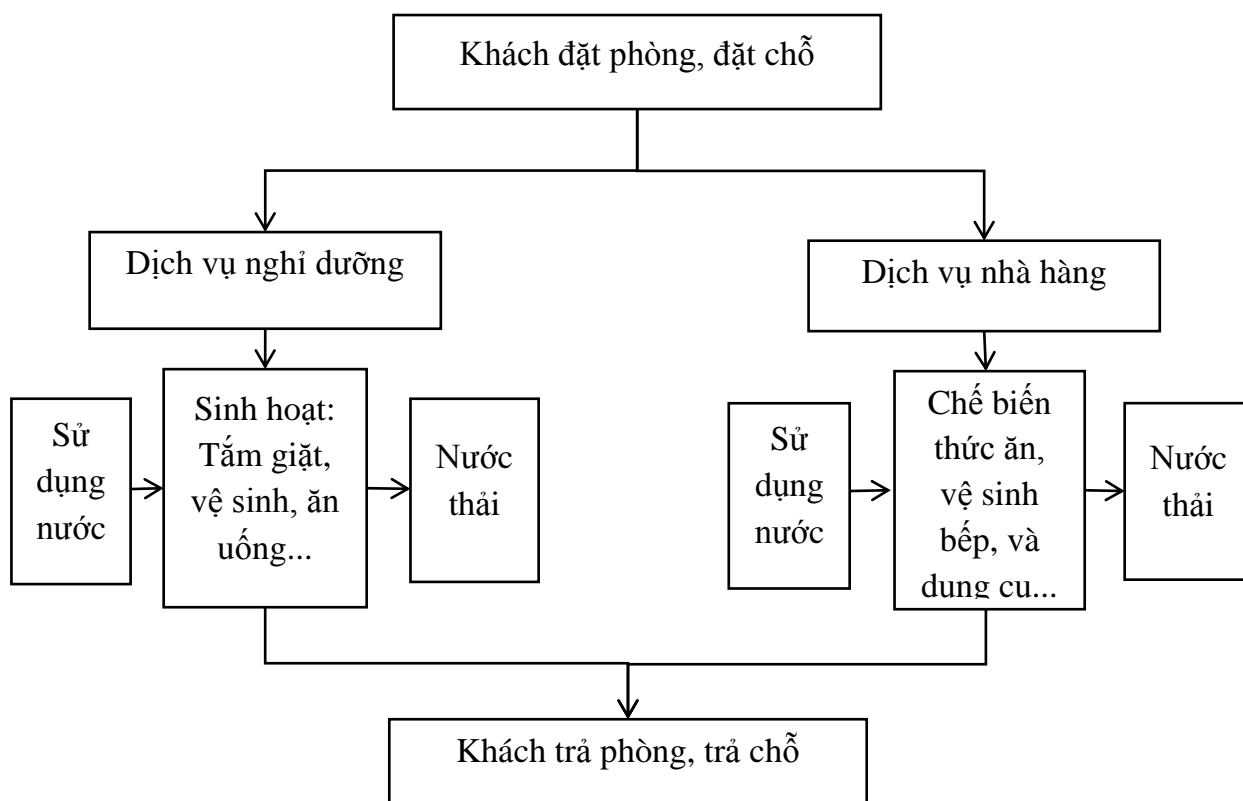 Khách đặt phòng, đặt chỗ
Dịch vụ nghỉ dưỡng
Dịch vụ nhà hàng
Sử
dụng
nước
Sinh hoạt:
Tắm giặt,
vệ sinh, ăn
uống...
Nước
thải
Sử
dụng
nước
Chế biến
thức ăn,
vệ sinh
bếp, và
dụng cụ...
Nước
thải
Khách trả phòng, trả chỗ